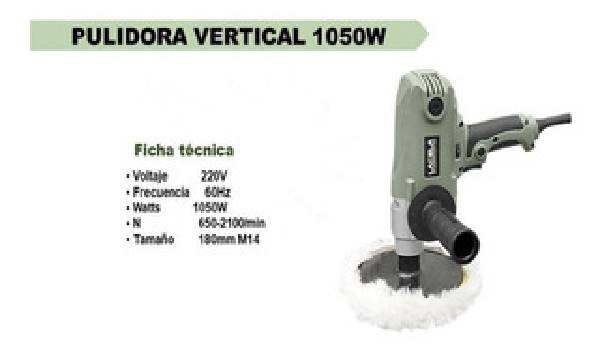 PULIDORA VERTICAL 1050W
Ficha técnica
• Voltaje 220V
• Frecuencia 60Hz
• Watts 1050W
• N 650-2100/min
• Tamaño 180mm M14